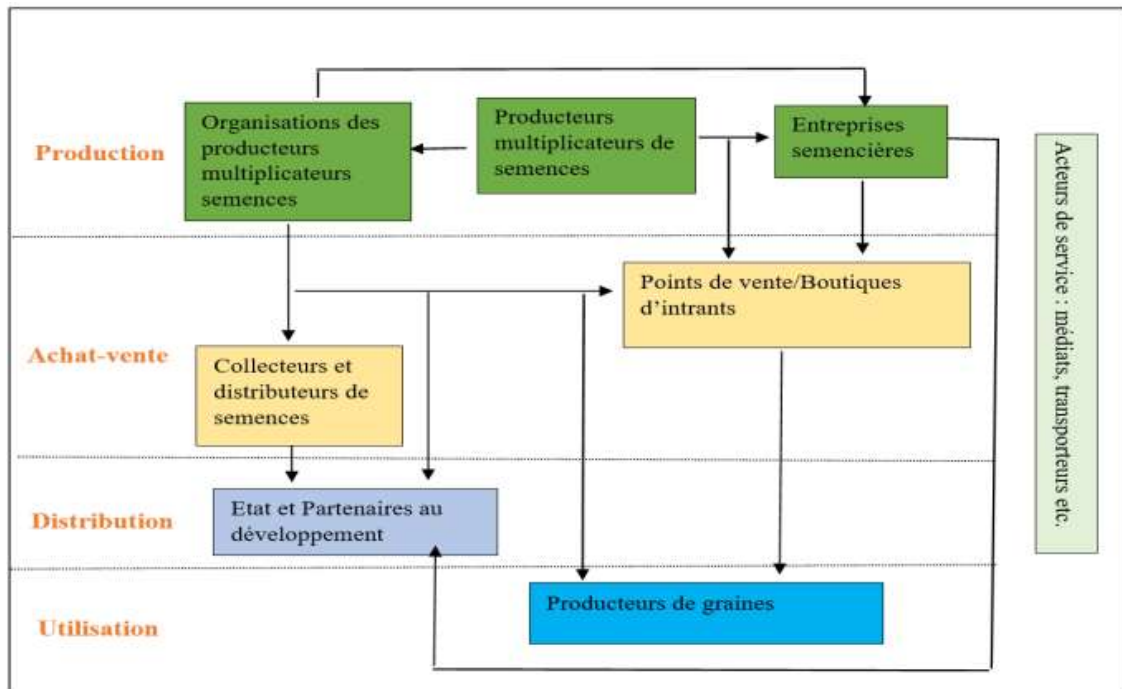 Production
Organisations des
producteurs
multiplicateurs
semences
Producteurs
multiplicateurs de
semences
Entreprises
semencières
Achat-vente
Points de vente/Boutiques
d’intrants
Collecteurs et
distributeurs de
semences
Distribution
Etat et Partenaires au
développement
Utilisation
Producteurs de graines
Acteurs de service : médiats, transporteurs etc.